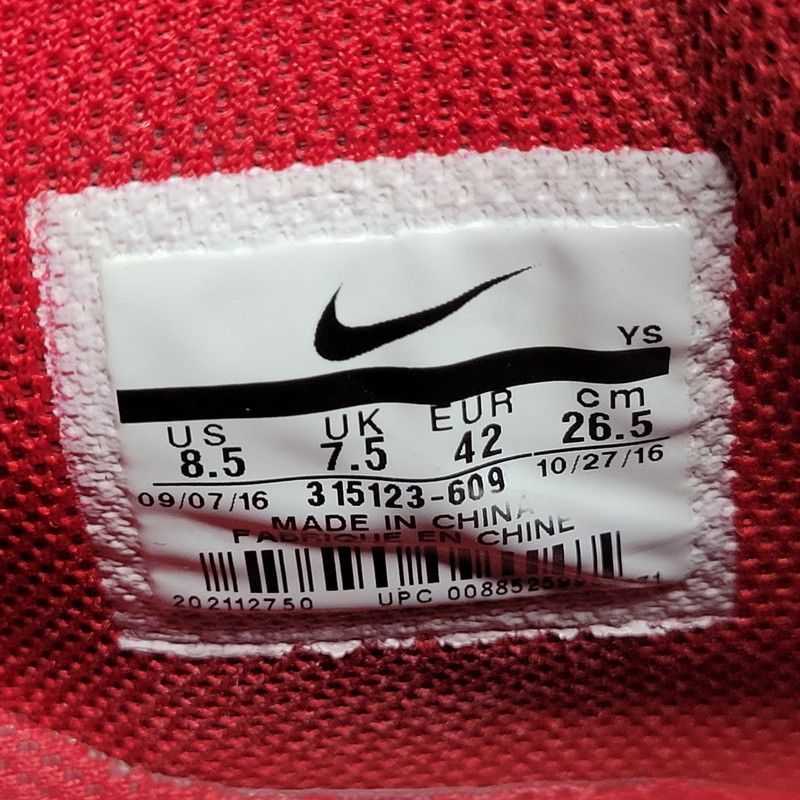 YS
US UK EUR cm
8.5 7.5 42 26.5
09/07/16 315123-609 10/27/16
MADE IN CHINA
FABRIQUE EN CHINE
202112750 UPC